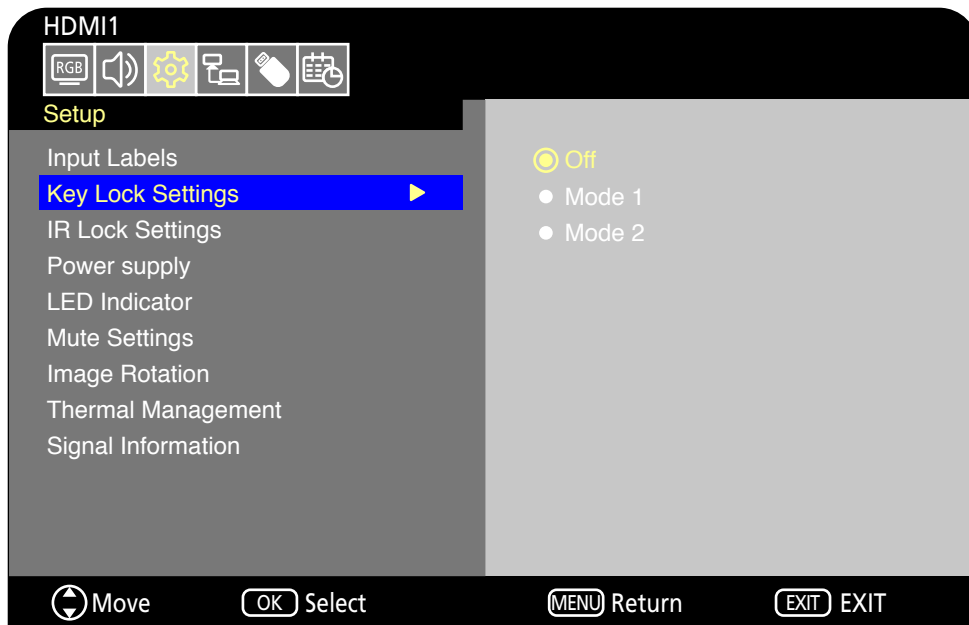 HDMI1
RGB
Setup
Input Labels
Key Lock Settings
IR Lock Settings
Power supply
LED Indicator
Mute Settings
Image Rotation
Thermal Management
Signal Information
Off
Mode 1
Mode 2
Move OK Select MENU Return EXIT EXIT